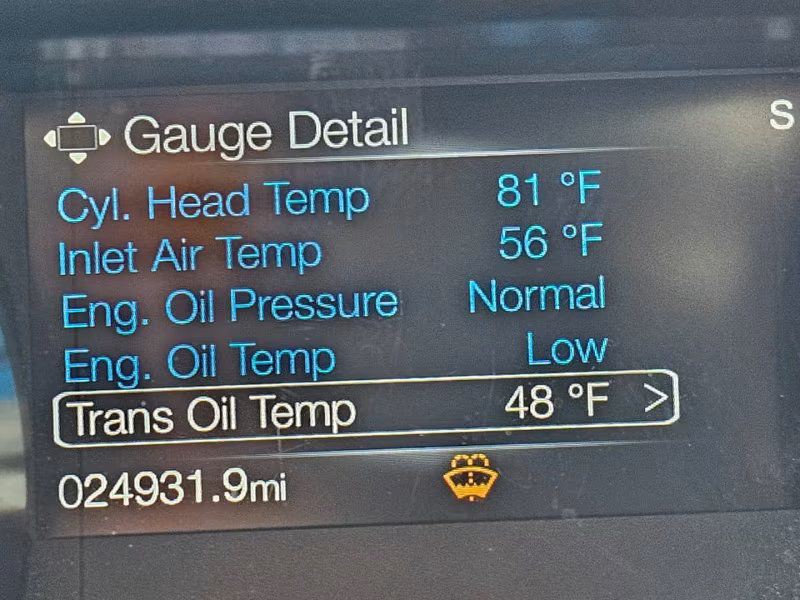 Gauge Detail
S
Cyl. Head Temp 81 °F
Inlet Air Temp 56 °F
Eng. Oil Pressure Normal
Eng. Oil Temp Low
Trans Oil Temp 48 °F >
024931.9mi